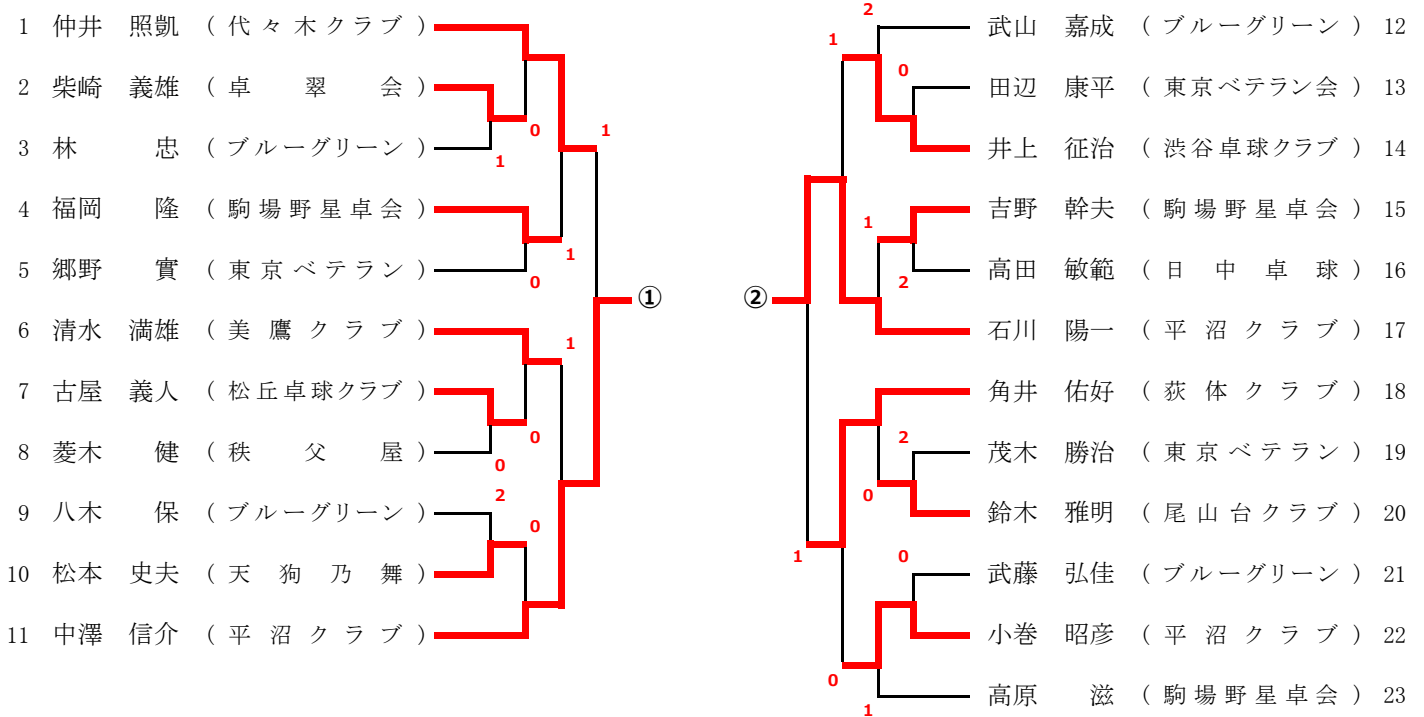 1 仲井 照凱 (代々木クラブ)
2 柴崎 義雄 (卓翠会)
3 林 忠 (ブルーグリーン)
4 福岡 隆 (駒場野星卓会)
5 郷野 實 (東京ベテラン)
6 清水 満雄 (美鷹クラブ)
7 古屋 義人 (松丘卓球クラブ)
8 菱木 健 (秩父屋)
9 八木 保 (ブルーグリーン)
10 松本 史夫 (天狗乃舞)
11 中澤 信介 (平沼クラブ)
0
1
1
1
0
1
0
0
2
0
①
②
2
1
0
1
2
2
0
1
0
0
1
武山 嘉成 (ブルーグリーン) 12
田辺 康平 (東京ベテラン会) 13
井上 征治 (渋谷卓球クラブ) 14
吉野 幹夫 (駒場野星卓会) 15
高田 敏範 (日中卓球) 16
石川 陽一 (平沼クラブ) 17
角井 佑好 (荻体クラブ) 18
茂木 勝治 (東京ベテラン) 19
鈴木 雅明 (尾山台クラブ) 20
武藤 弘佳 (ブルーグリーン) 21
小巻 昭彦 (平沼クラブ) 22
高原 滋 (駒場野星卓会) 23